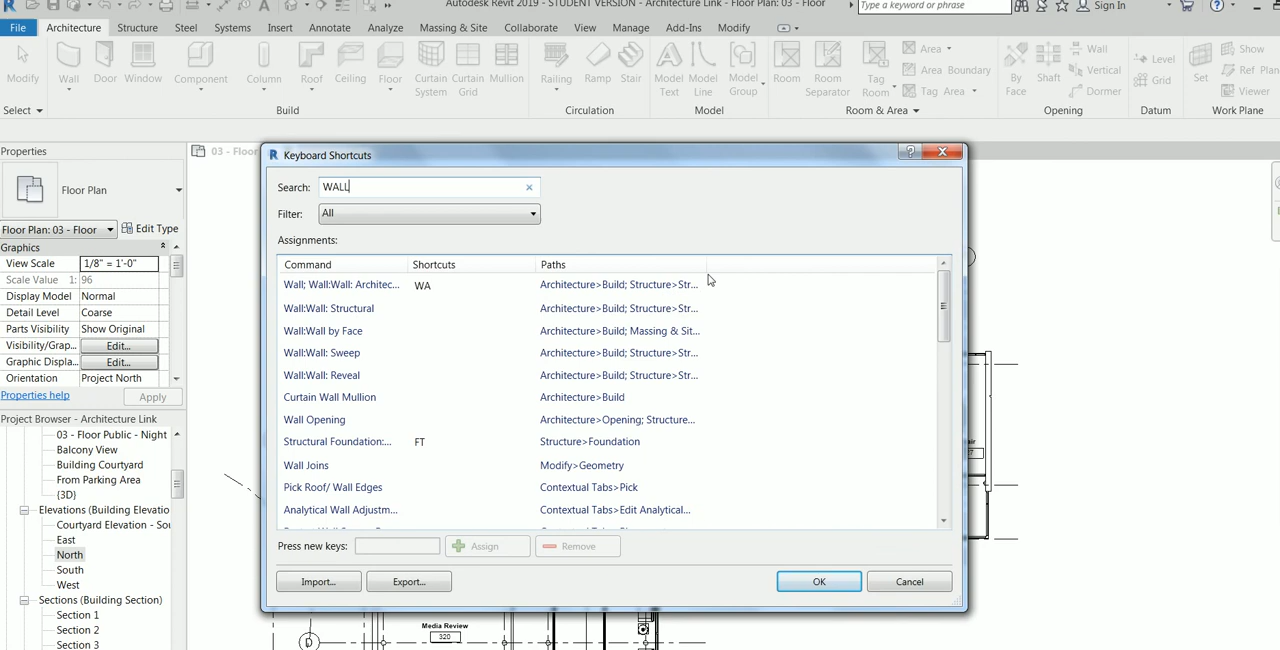 Autodesk Revit 2019 - STUDENT VERSION - Architecture Link - Floor Plan: 03 - Floor
Type a keyword or phrase
Sign In
File Architecture Structure Steel Systems Insert Annotate Analyze Massing & Site Collaborate View Manage Add-Ins Modify
Modify Wall Door Window Component Column Roof Ceiling Floor Curtain System Curtain Grid Mullion Railing Ramp Stair Model Text Model Line Model Group Room Room Separator Tag Room Area Area Boundary Tag Area By Face Shaft Wall Vertical Dormer Level Grid Set Show Ref Plan Viewer
Select Build Circulation Model Room & Area Opening Datum Work Plane
Properties
03 - Floor
Floor Plan
Floor Plan: 03 - Floor Edit Type
Graphics
View Scale 1/8" = 1'-0"
Scale Value 1: 96
Display Model Normal
Detail Level Coarse
Parts Visibility Show Original
Visibility/Grap... Edit...
Graphic Displa... Edit...
Orientation Project North
Properties help Apply
Project Browser - Architecture Link
03 - Floor Public - Night
Balcony View
Building Courtyard
From Parking Area
{3D}
Elevations (Building Elevatio
Courtyard Elevation - Sou
East
North
South
West
Sections (Building Section)
Section 1
Section 2
Section 3
Keyboard Shortcuts
Search: WALL
Filter: All
Assignments:
Command Shortcuts Paths
Wall; Wall:Wall: Architec... WA Architecture>Build; Structure>Str...
Wall:Wall: Structural Architecture>Build; Structure>Str...
Wall:Wall by Face Architecture>Build; Massing & Sit...
Wall:Wall: Sweep Architecture>Build; Structure>Str...
Wall:Wall: Reveal Architecture>Build; Structure>Str...
Curtain Wall Mullion Architecture>Build
Wall Opening Architecture>Opening; Structure...
Structural Foundation:... FT Structure>Foundation
Wall Joins Modify>Geometry
Pick Roof/ Wall Edges Contextual Tabs>Pick
Analytical Wall Adjustm... Contextual Tabs>Edit Analytical...
Press new keys: Assign Remove
Import... Export... OK Cancel
Media Review
320
D